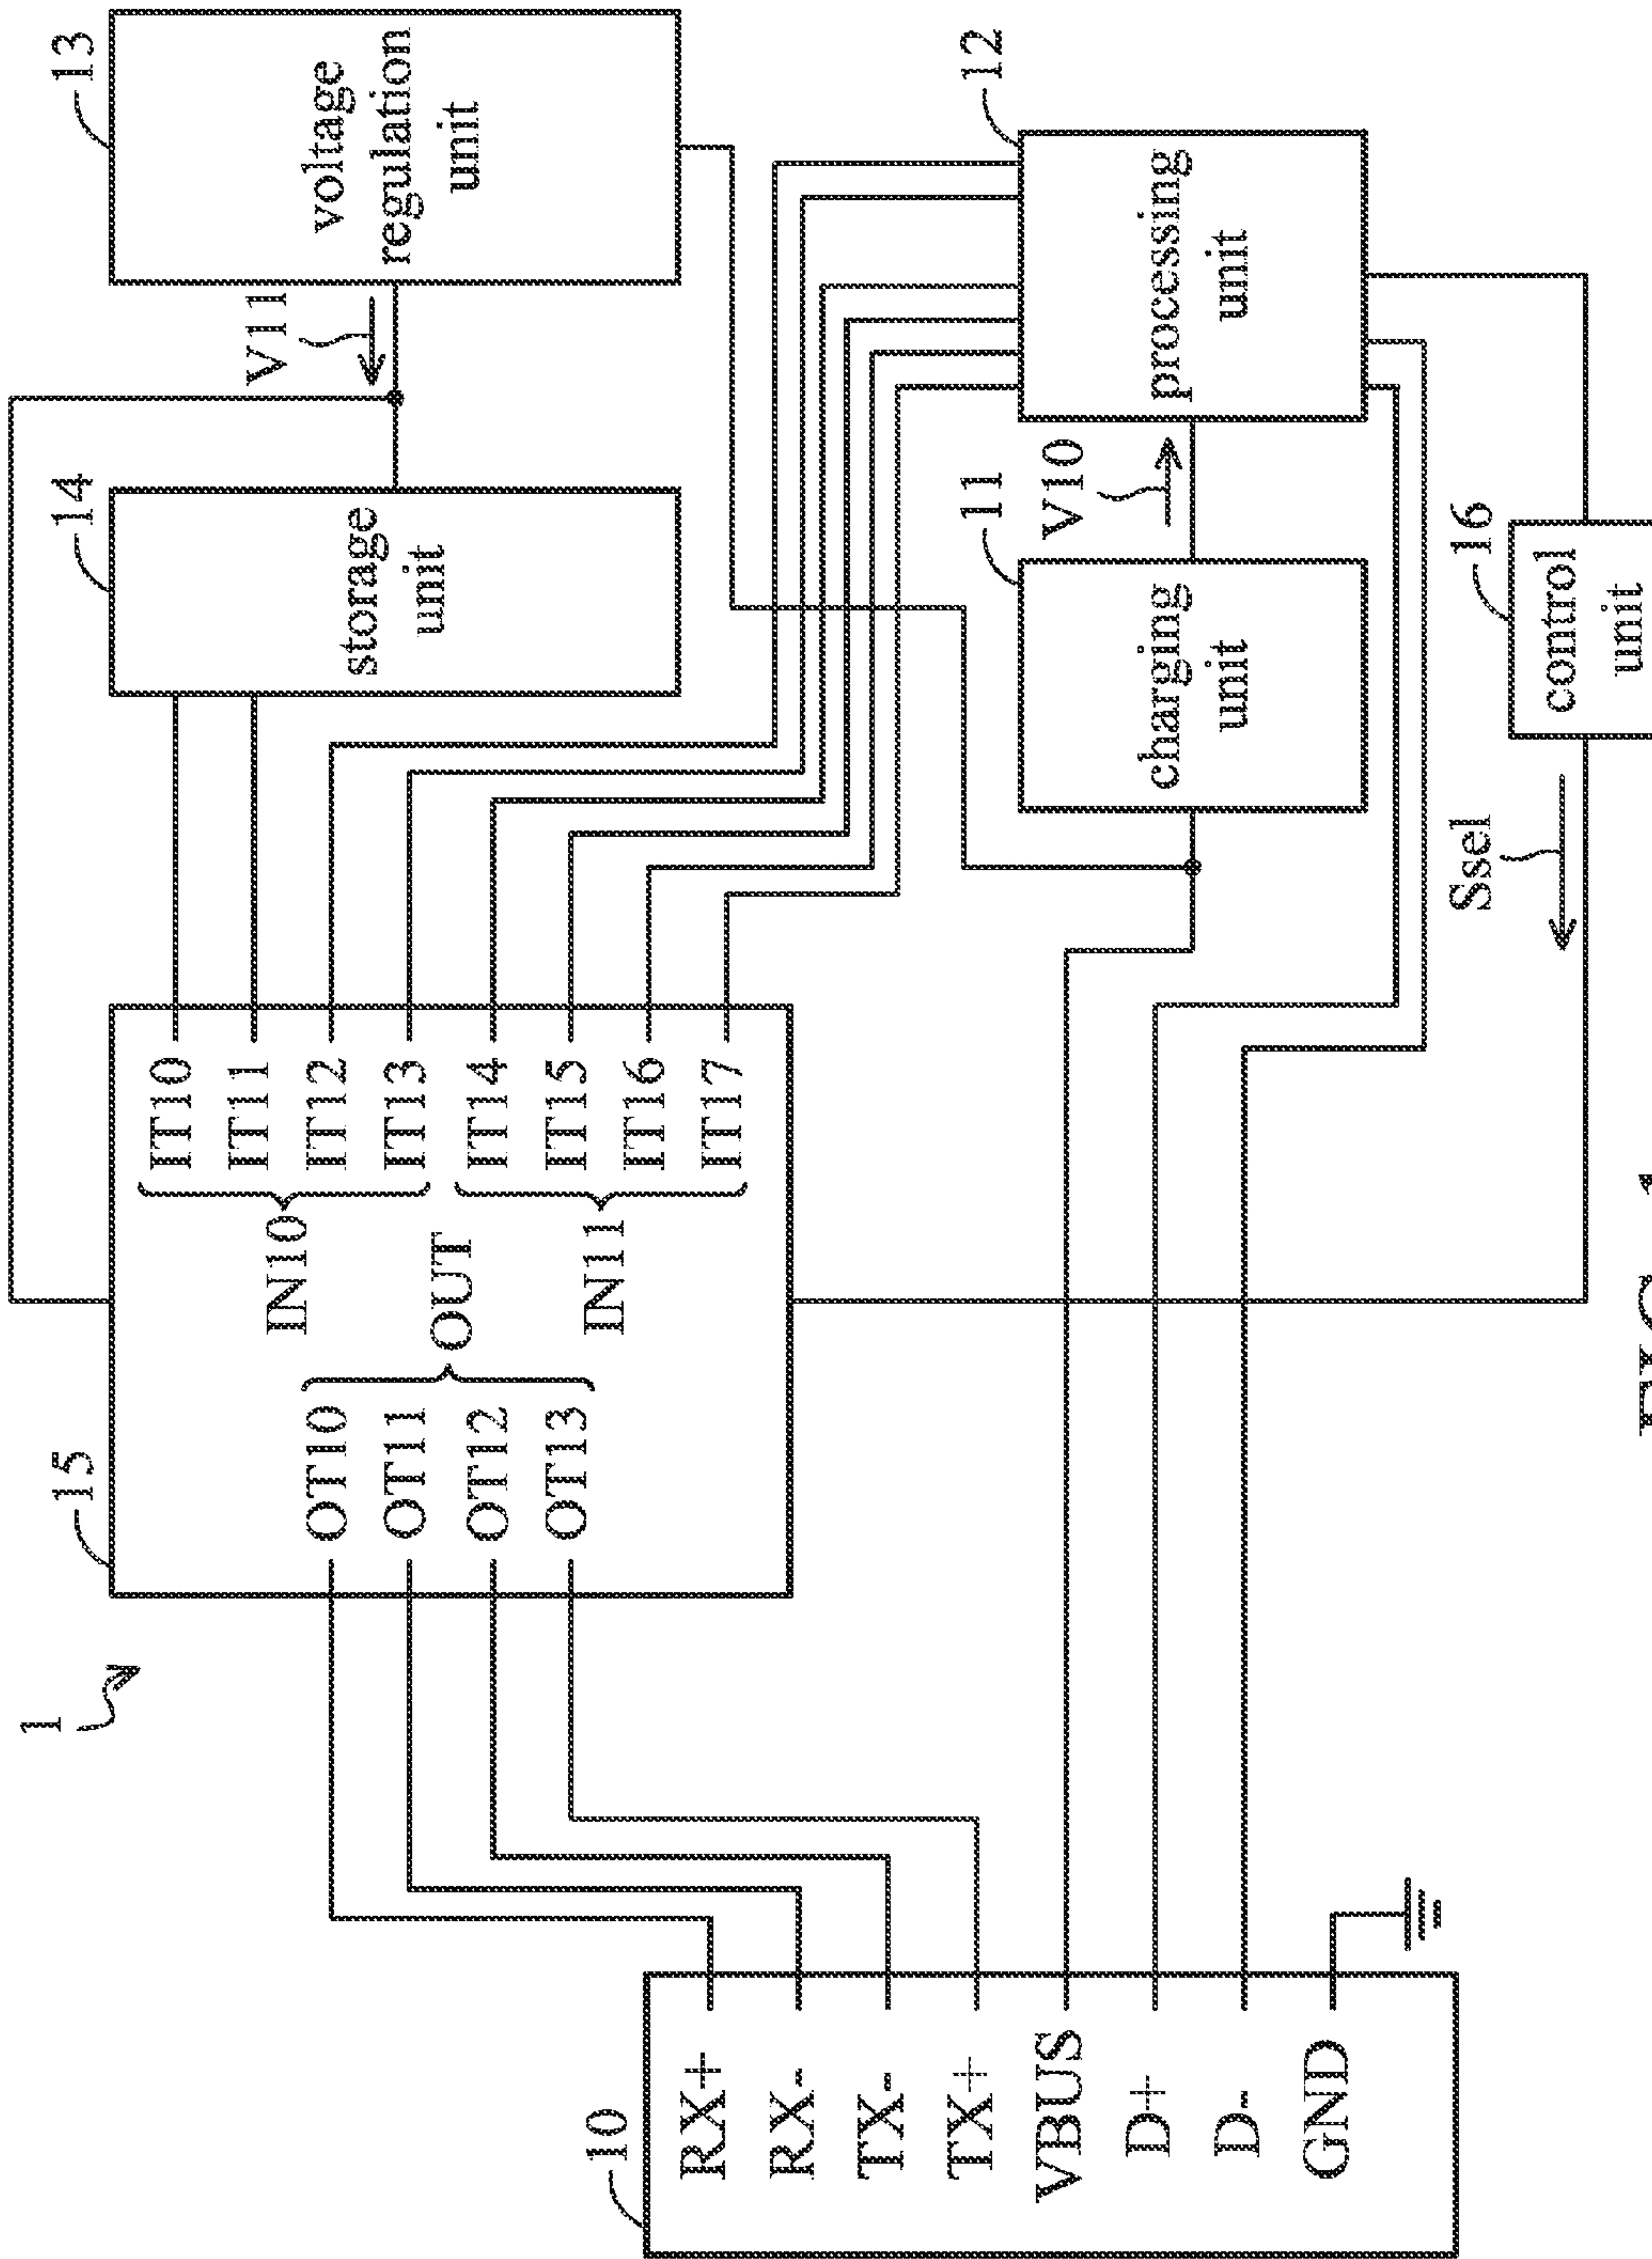 1
10
RX+
RX-
TX-
TX+
VBUS
D+
D-
GND
15
OT10
OT11
OT12
OT13
OUT
IN10
IN11
IT10
IT11
IT12
IT13
IT14
IT15
IT16
IT17
14
storage
unit
V11
13
voltage
regulation
unit
11
charging
unit
V10
12
processing
unit
Ssel
16
control
unit